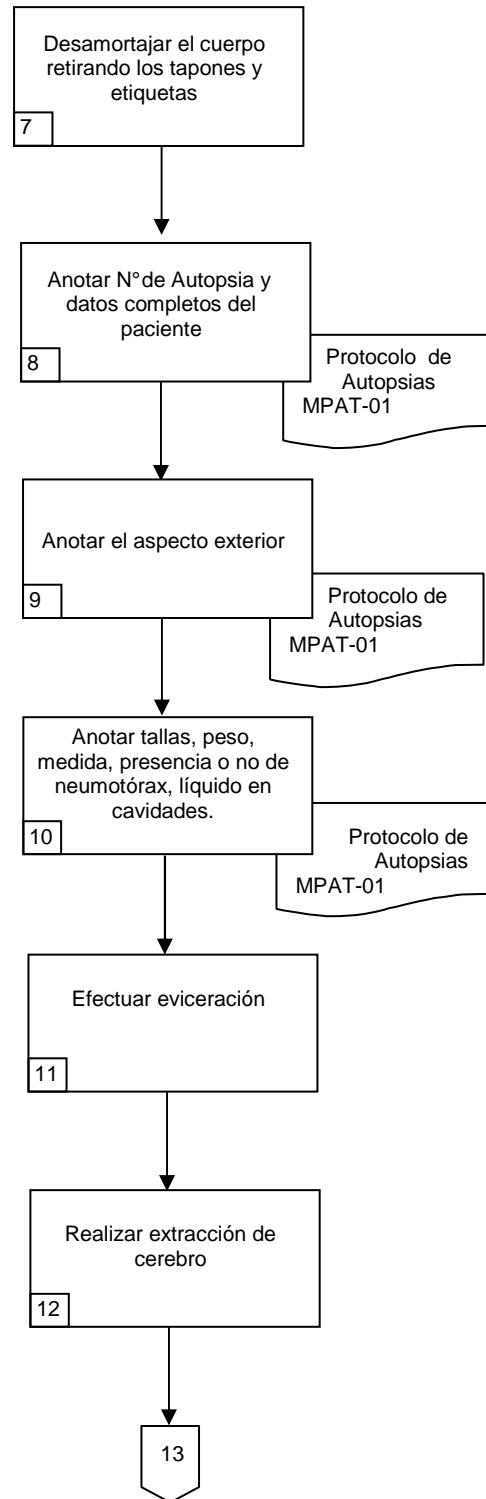 Desamortajar el cuerpo
retirando los tapones y
etiquetas
7
Anotar N° de Autopsia y
datos completos del
paciente
8
Protocolo de
Autopsias
MPAT-01
Anotar el aspecto exterior
9
Protocolo de
Autopsias
MPAT-01
Anotar tallas, peso,
medida, presencia o no de
neumotórax, líquido en
cavidades.
10
Protocolo de
Autopsias
MPAT-01
Efectuar eviceración
11
Realizar extracción de
cerebro
12
13